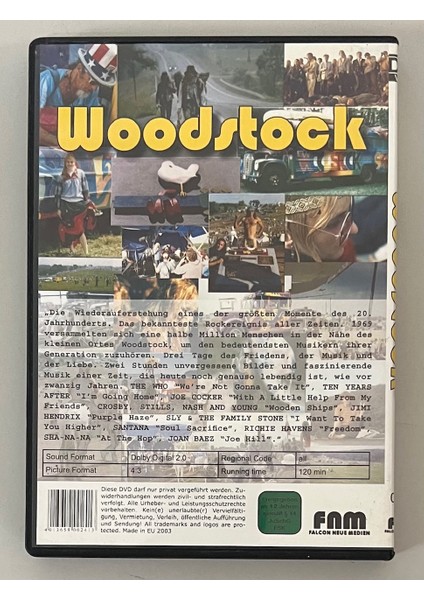 Woodstock
„Die Wiederauferstehung eines der größten Momente des 20.
Jahrhunderts. Das bekannteste Rockereignis aller Zeiten. 1969
versammelten sich eine halbe Million Menschen in der Nähe des
kleinen Ortes Woodstock, um den bedeutendsten Musikern ihrer
Generation zuzuhören. Drei Tage des Friedens, der Musik und
der Liebe. Zwei Stunden unvergessene Bilder und faszinierende
Musik einer Zeit, die heute noch genauso lebendig ist, wie vor
zwanzig Jahren. THE WHO "We're Not Gonna Take It", TEN YEARS
AFTER "I'm Going Home", JOE COCKER "With A Little Help From My
Friends", CROSBY, STILLS, NASH AND YOUNG "Wooden Ships", JIMI
HENDRIX "Purple Haze", SLY & THE FAMILY STONE "I Want To Take
You Higher", SANTANA "Soul Sacrifice", RICHIE HAVENS "Freedom",
SHA-NA-NA "At The Hop", JOAN BAEZ "Joe Hill".“
Sound Format Dolby Digital 2.0 Regional Code all
Picture Format 4:3 Running time 120 min
Diese DVD darf nur privat vorgeführt werden. Zu-
widerhandlungen werden zivil- und strafrechtlich
verfolgt. Alle Urheber- und Leistungsschutzrechte
vorbehalten. Kein(e) unerlaubte(r) Vervielfälti-
gung, Vermietung, Verleih, öffentliche Aufführung
und Sendung! All trademarks and logos are pro-
tected. Made in EU 2003
FNM
FALCON NEUE MEDIEN